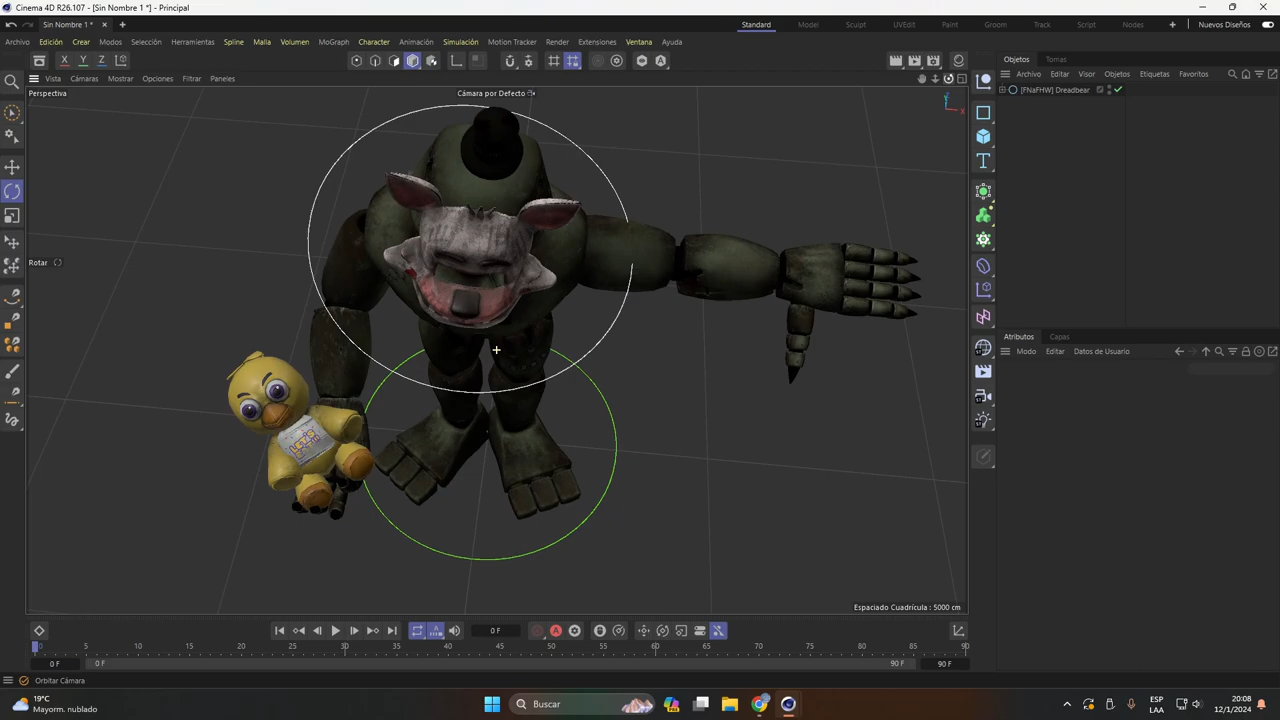 Cinema 4D R26.107 - [Sin Nombre 1 *] - Principal
Sin Nombre 1 *
Standard Model Sculpt UVEdit Paint Groom Track Script Nodes Nuevos Diseños
Archivo Edición Crear Modos Selección Herramientas Spline Malla Volumen MoGraph Character Animación Simulación Motion Tracker Render Extensiones Ventana Ayuda
X Y Z
Objetos Tomas
Vista Cámaras Mostrar Opciones Filtrar Paneles
Archivo Editar Ver Objetos Etiquetas Favoritos
Perspectiva
Cámara por Defecto
[FNaFHW] Dreadbear
Y
X
Rotar
Atributos Capas
Modo Editar Datos de Usuario
LET'S
Espaciado Cuadrícula : 5000 cm
0 F
0 5 10 15 20 25 30 35 40 45 50 55 60 65 70 75 80 85 90
0 F 0 F 90 F 90 F
Orbitar Cámara
19°C
Mayorm. nublado
Buscar
ESP
LAA
20:08
12/1/2024